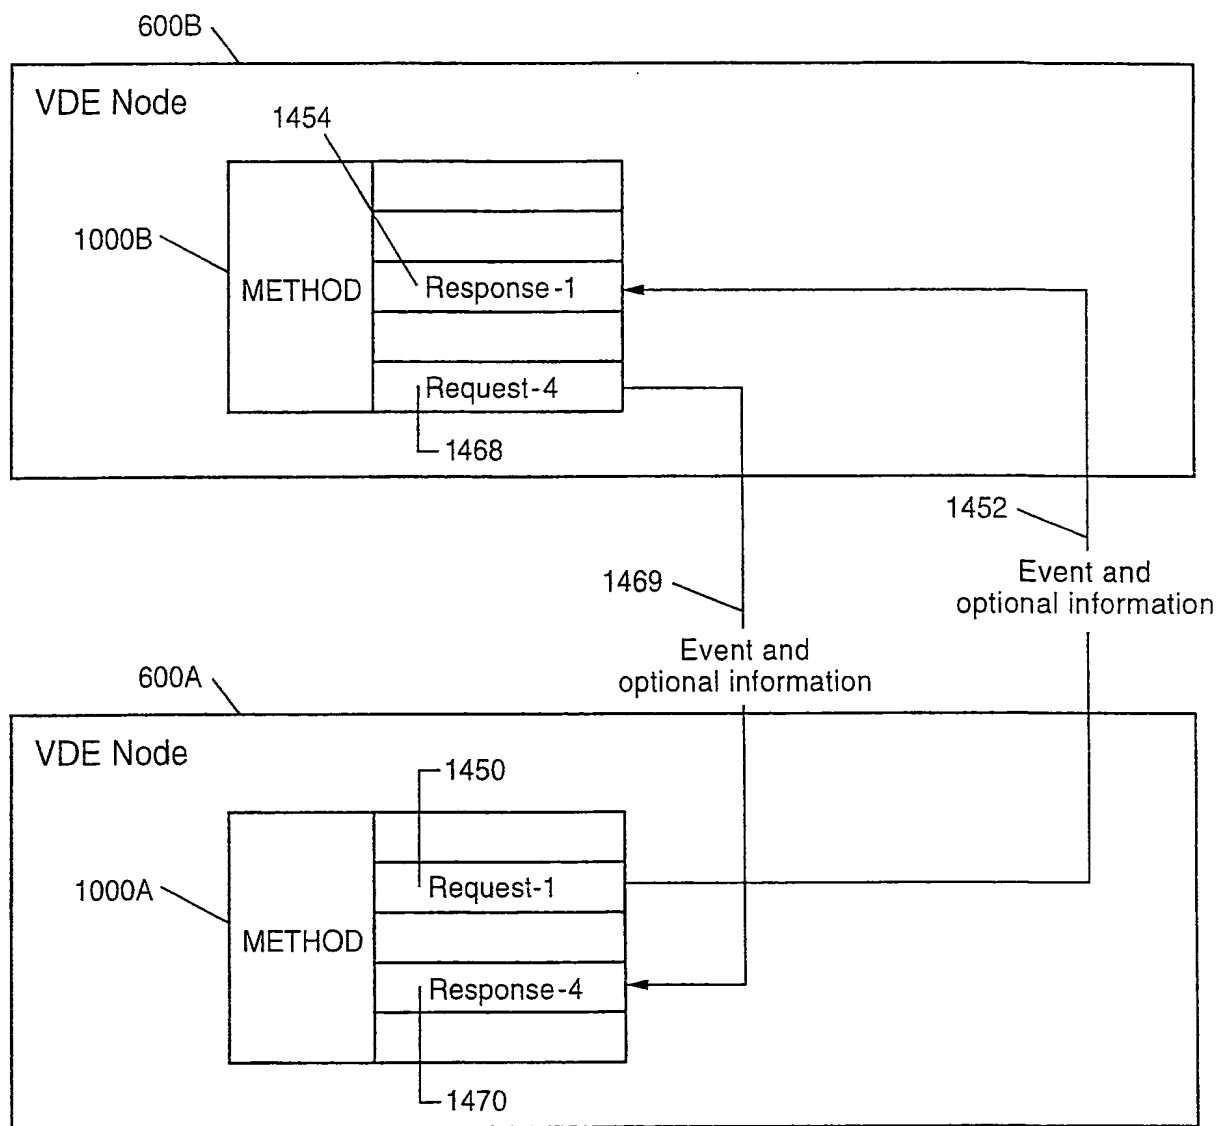 600B
VDE Node
1454
1000B
METHOD
Response-1
Request-4
1468
1452
Event and
optional information
1469
Event and
optional information
600A
VDE Node
1450
1000A
METHOD
Request-1
Response-4
1470